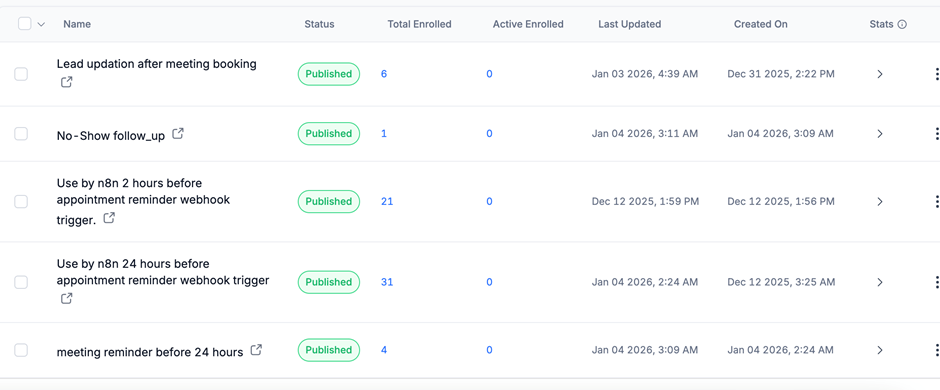 Name Status Total Enrolled Active Enrolled Last Updated Created On Stats
Lead updation after meeting booking Published 6 0 Jan 03 2026, 4:39 AM Dec 31 2025, 2:22 PM
No-Show follow_up Published 1 0 Jan 04 2026, 3:11 AM Jan 04 2026, 3:09 AM
Use by n8n 2 hours before
appointment reminder webhook Published 21 0 Dec 12 2025, 1:59 PM Dec 12 2025, 1:56 PM
trigger.
Use by n8n 24 hours before
appointment reminder webhook trigger Published 31 0 Jan 04 2026, 2:24 AM Dec 12 2025, 3:25 AM
meeting reminder before 24 hours Published 4 0 Jan 04 2026, 3:09 AM Jan 04 2026, 2:24 AM